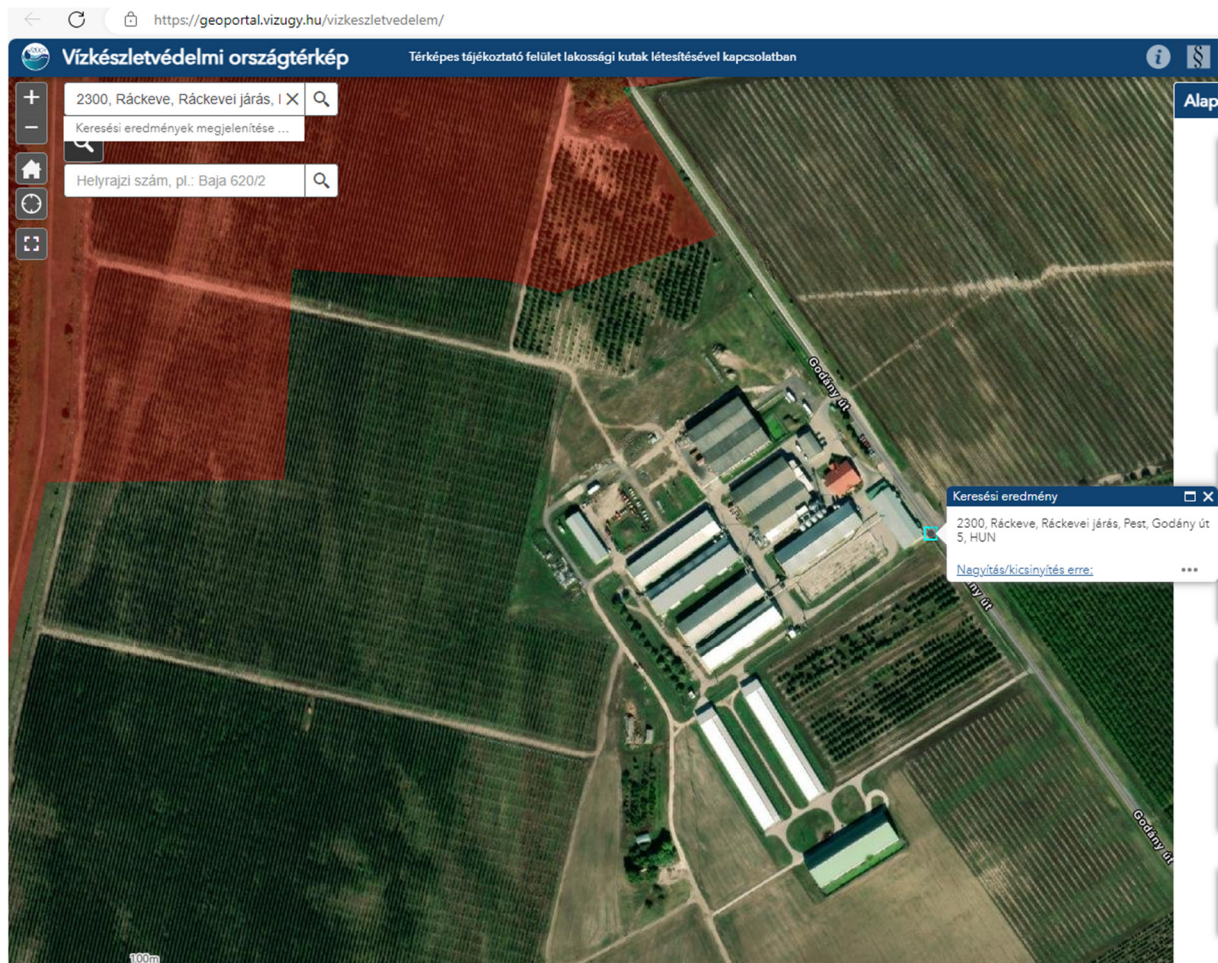 https://geoportal.vizugy.hu/vizkeszletvedelem/
Vízkészletvédelmi országtérkép
Térképes tájékoztató felület lakossági kutak létesítésével kapcsolatban
+
−
2300, Ráckeve, Ráckevei járás, I
Alap
Keresési eredmények megjelenítése ...
Helyrajzi szám, pl.: Baja 620/2
Godány út
Keresési eredmény
2300, Ráckeve, Ráckevei járás, Pest, Godány út
5, HUN
Nagyítás/kicsinyítés erre:
ny út
Godány út
100m